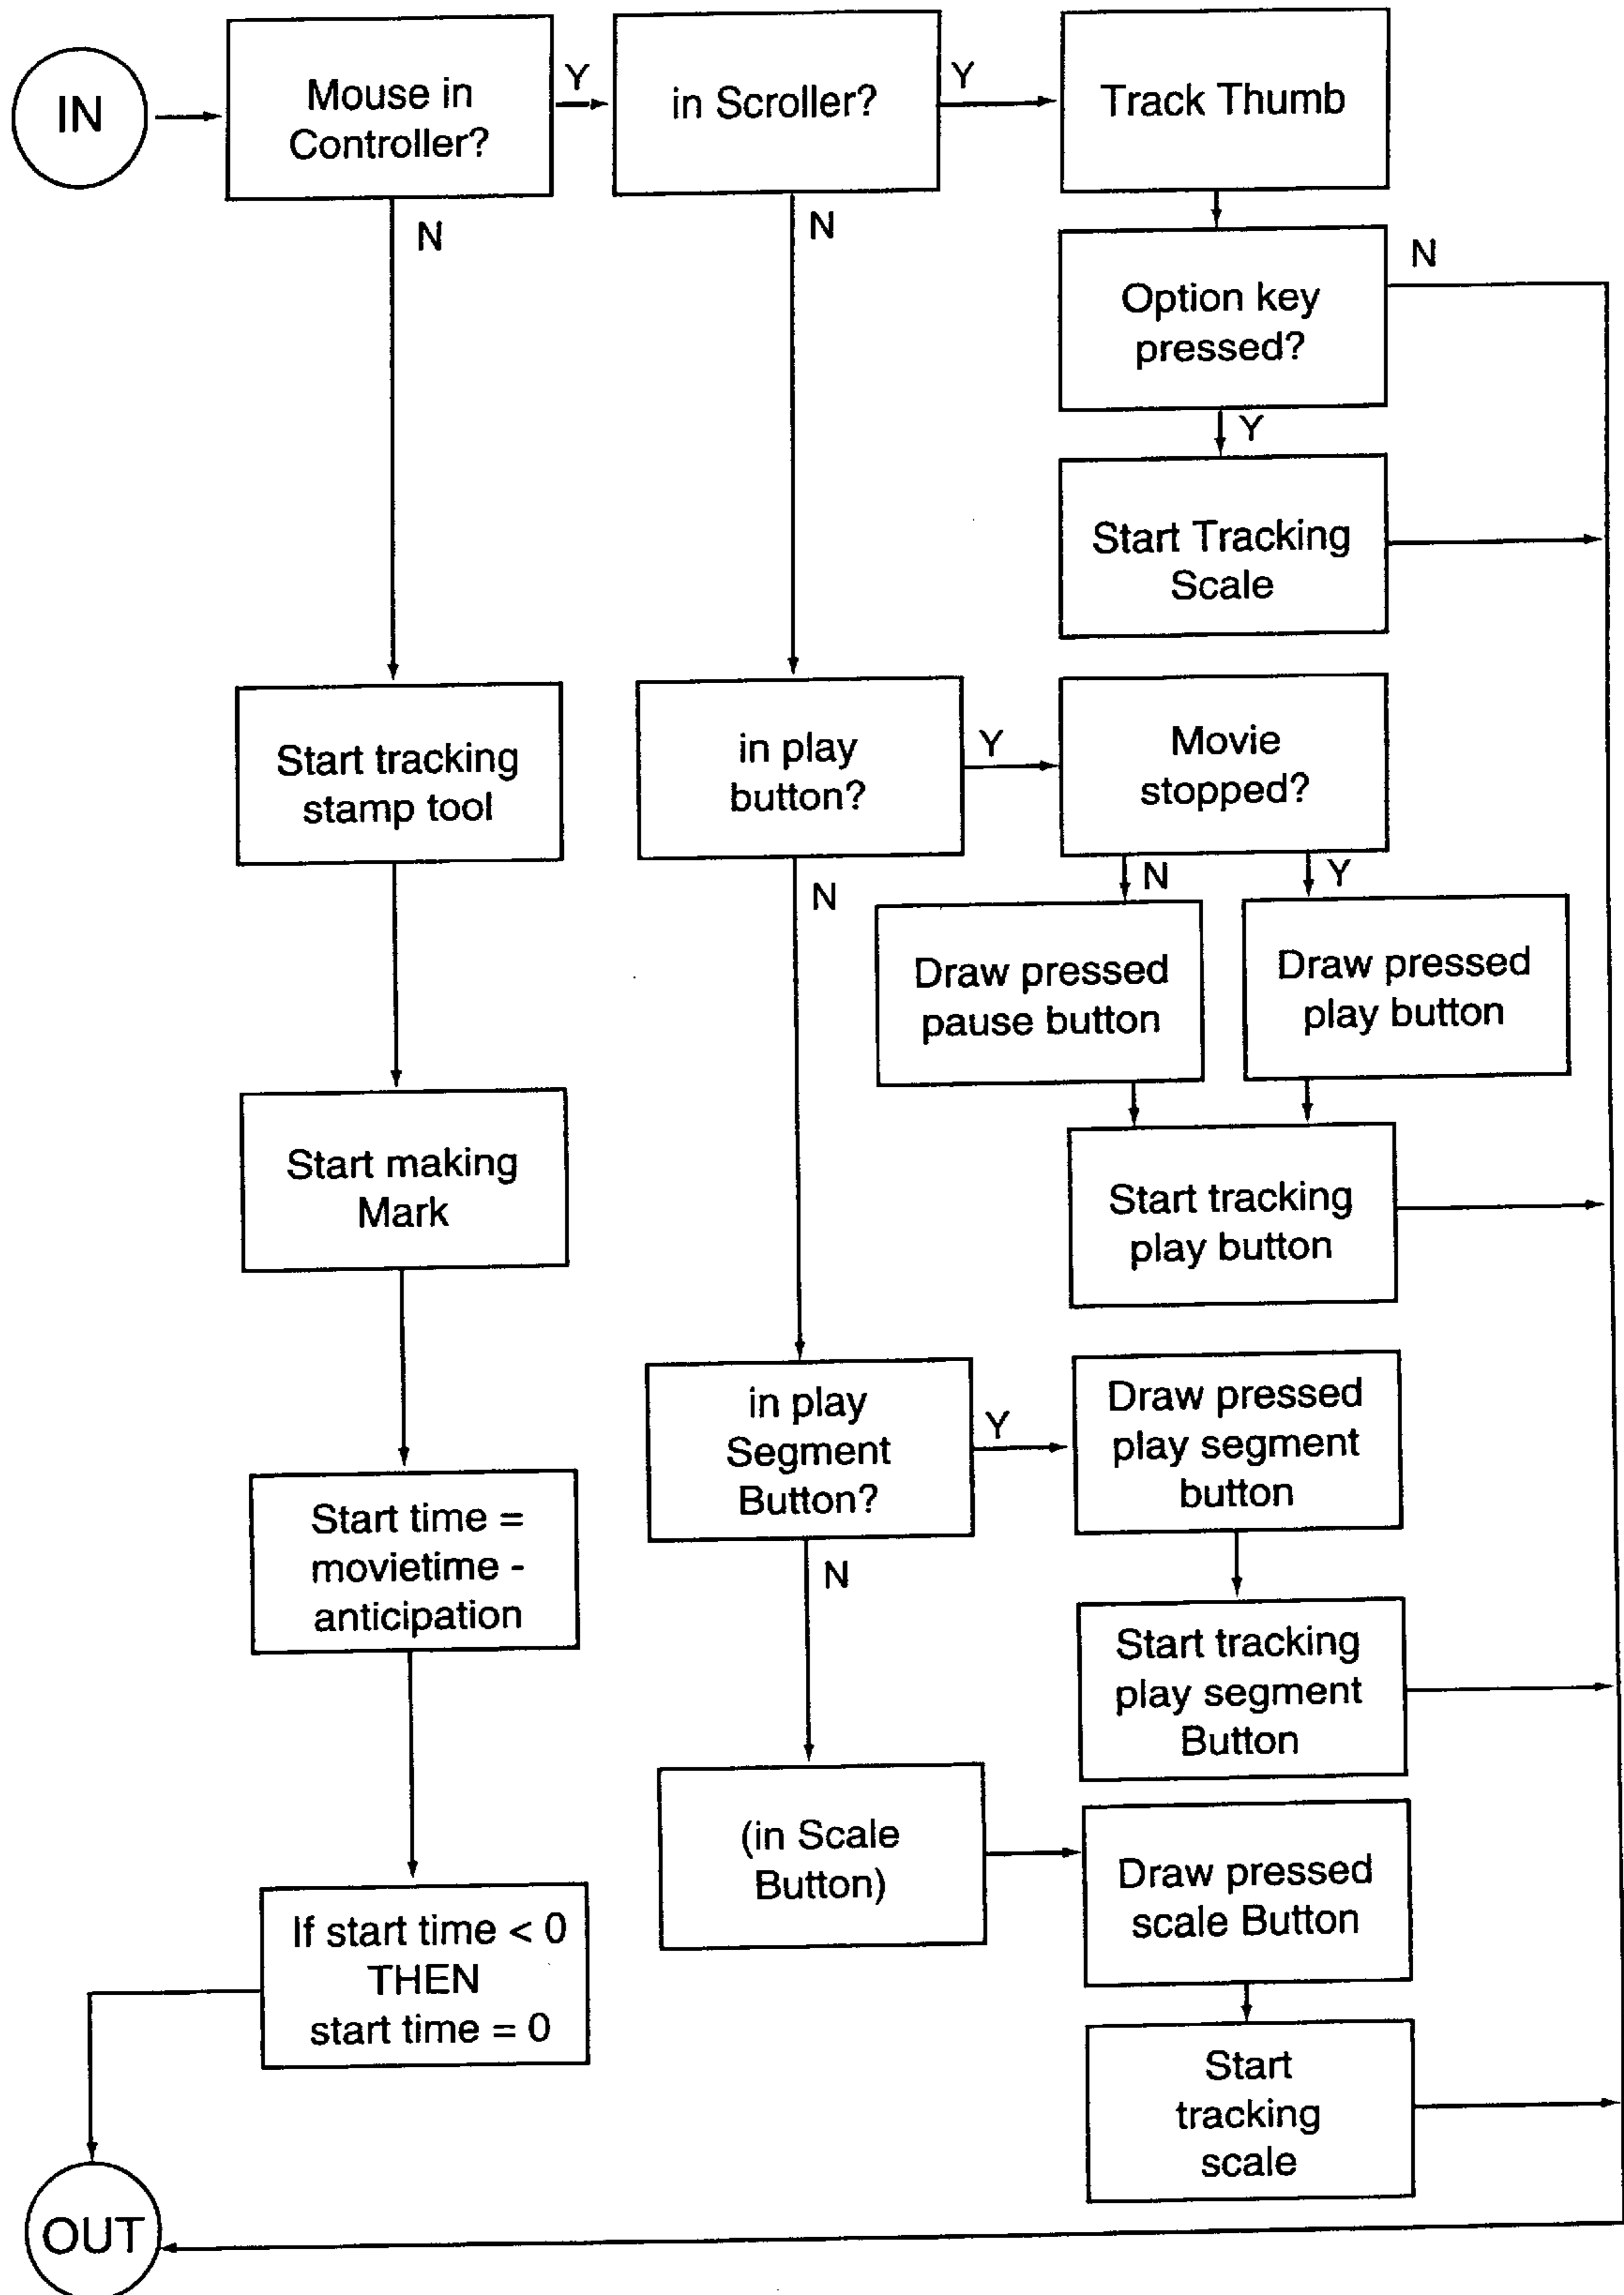 IN
Mouse in
Controller?
Y
in Scroller?
Y
Track Thumb
N
N
Option key
pressed?
N
Y
Start Tracking
Scale
Start tracking
stamp tool
in play
button?
Y
Movie
stopped?
N
N
Y
Draw pressed
pause button
Draw pressed
play button
Start making
Mark
Start tracking
play button
in play
Segment
Button?
Y
Draw pressed
play segment
button
Start time =
movietime -
anticipation
N
Start tracking
play segment
Button
(in Scale
Button)
Draw pressed
scale Button
If start time < 0
THEN
start time = 0
Start
tracking
scale
OUT